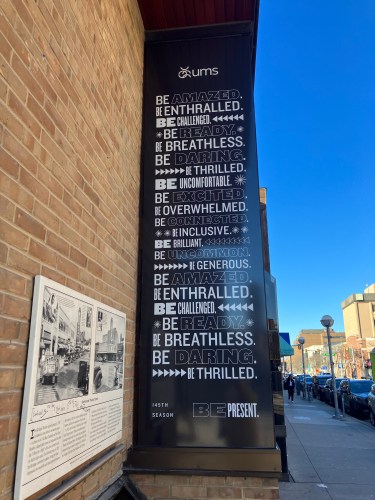 ums
BE AMAZED.
BE ENTHRALLED.
BE CHALLENGED.
BE READY.
BE BREATHLESS.
BE DARING.
BE THRILLED.
BE UNCOMFORTABLE.
BE EXCITED.
BE OVERWHELMED.
BE CONNECTED.
BE INCLUSIVE.
BE BRILLIANT.
BE UNCOMMON.
BE GENEROUS.
BE AMAZED.
BE ENTHRALLED.
BE CHALLENGED.
BE READY.
BE BREATHLESS.
BE DARING.
BE THRILLED.
145TH
SEASON
BE PRESENT.